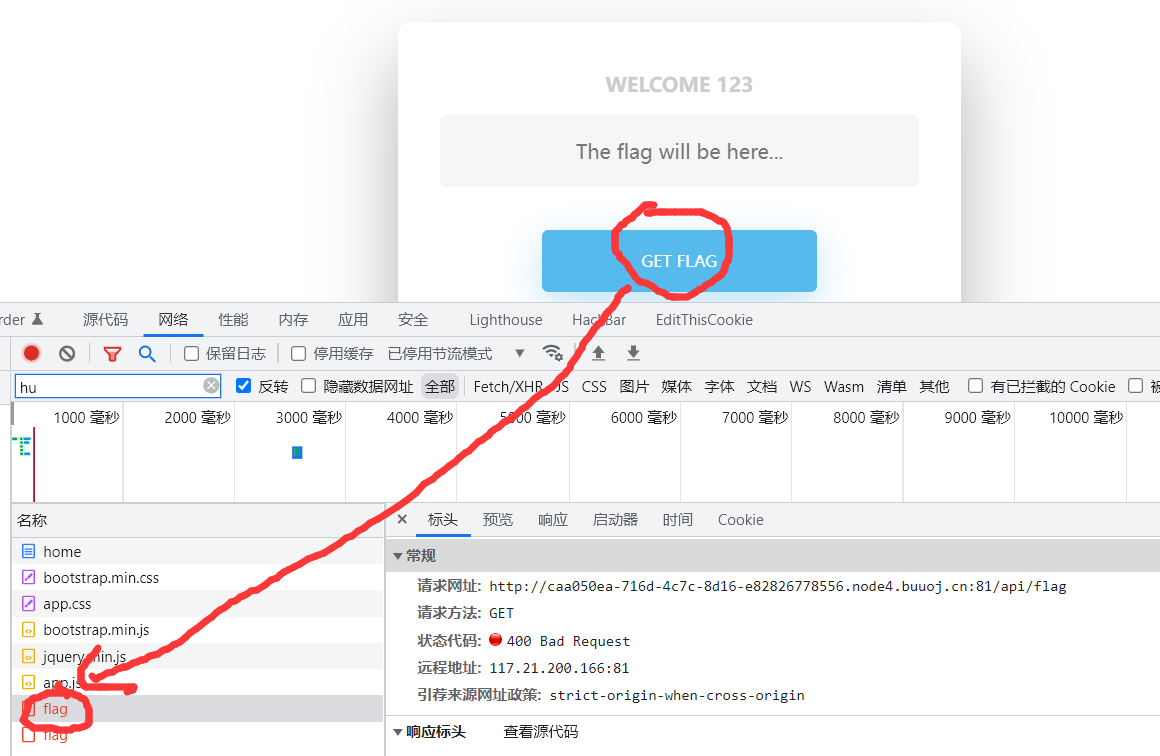 WELCOME 123
The flag will be here...
GET FLAG
rder 源代码 网络 性能 内存 应用 安全 Lighthouse HackBar EditThisCookie
保留日志 停用缓存 已停用节流模式
hu 反转 隐藏数据网址 全部 Fetch/XHR JS CSS 图片 媒体 字体 文档 WS Wasm 清单 其他 有已拦截的 Cookie 被
1000 毫秒 2000 毫秒 3000 毫秒 4000 毫秒 5000 毫秒 6000 毫秒 7000 毫秒 8000 毫秒 9000 毫秒 10000 毫秒
名称
home
bootstrap.min.css
app.css
bootstrap.min.js
jquery.min.js
app.js
flag
flag
标头 预览 响应 启动器 时间 Cookie
常规
请求网址: http://caa050ea-716d-4c7c-8d16-e82826778556.node4.buuoj.cn:81/api/flag
请求方法: GET
状态代码: 400 Bad Request
远程地址: 117.21.200.166:81
引荐来源网址政策: strict-origin-when-cross-origin
响应标头 查看源代码